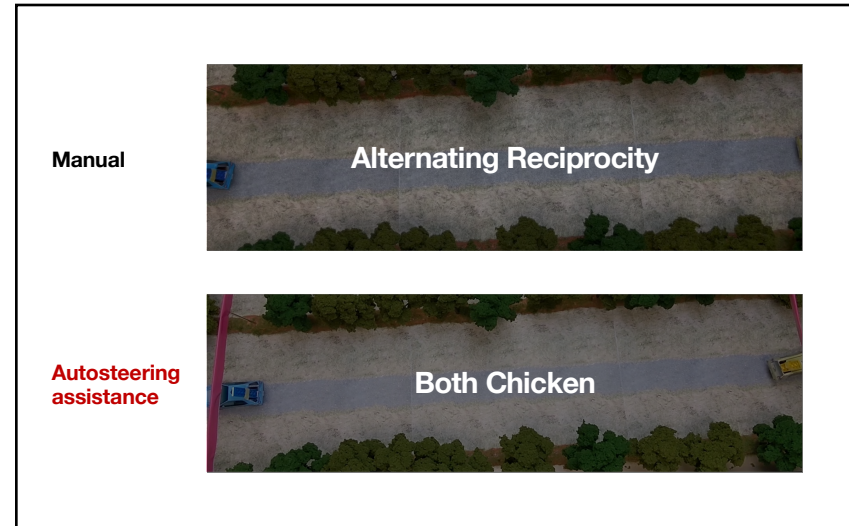 Manual
Alternating Reciprocity
Autosteering
assistance
Both Chicken